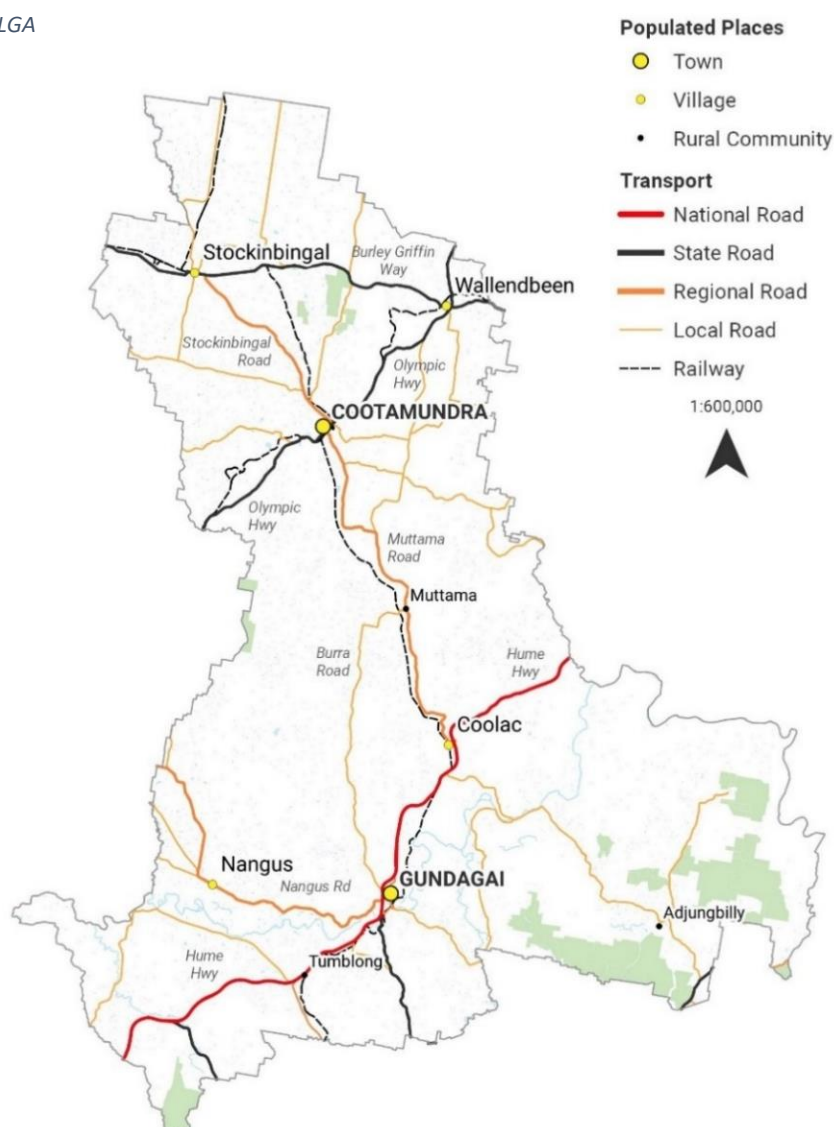 LGA
Populated Places
Town
Village
Rural Community
Transport
National Road
State Road
Regional Road
Local Road
Railway
1:600,000
Stockinbingal
Burley Griffin
Way
Wallendbeen
Stockinbingal
Road
Olympic
Hwy
COOTAMUNDRA
Olympic
Hwy
Muttama
Road
Muttama
Burra
Road
Hume
Hwy
Coolac
Nangus
Nangus Rd
GUNDAGAI
Adjungbilly
Hume
Hwy
Tumblong